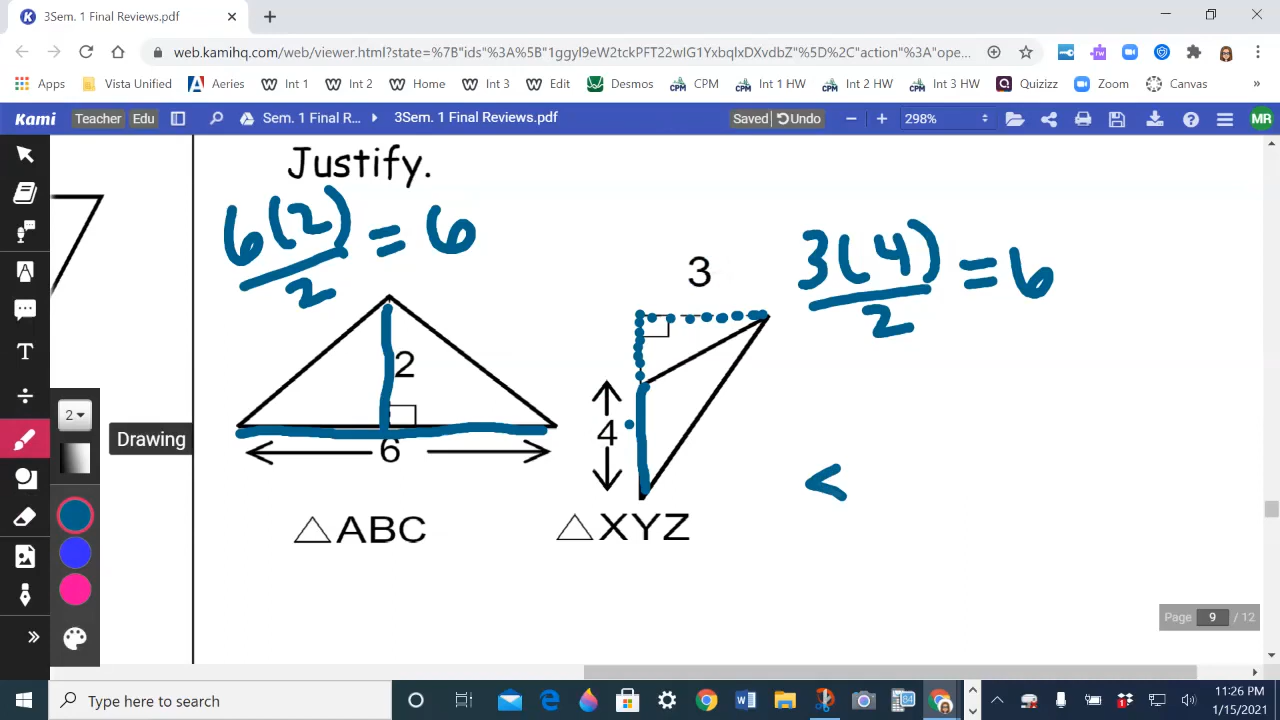 3Sem. 1 Final Reviews.pdf
web.kamihq.com/web/viewer.html?state=%7B"ids"%3A%5B"1ggyI9eW2tckPFT22wIG1YxIqIxDXvdbZ"%5D%2C"action"%3A"ope...
Apps Vista Unified Aeries Int 1 Int 2 Home Int 3 Edit Desmos CPM Int 1 HW Int 2 HW Int 3 HW Quizizz Zoom Canvas »
Kami Teacher Edu Sem. 1 Final R... 3Sem. 1 Final Reviews.pdf Saved Undo 298% MR
Justify.
6(2)/2 = 6
3(4)/2 = 6
3
2
4
6
<
△ABC
△XYZ
2
Drawing
Page 9 / 12
Type here to search
11:26 PM
1/15/2021